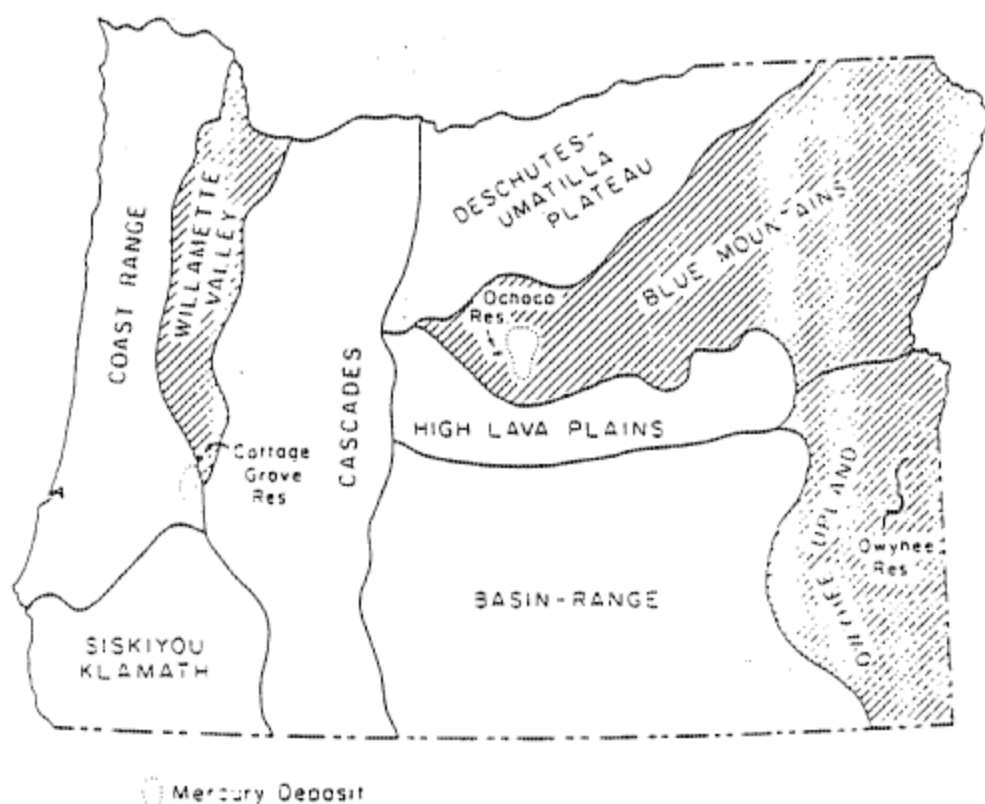 COAST RANGE
WILLAMETTE
VALLEY
CASCADES
DESCHUTES-
UMATILLA
PLATEAU
BLUE MOUNTAINS
Ochoco
Res.
HIGH LAVA PLAINS
Cottage
Grove
Res
OWYHEE UPLAND
Owyhee
Res
BASIN-RANGE
SISKIYOU
KLAMATH
Mercury Deposit